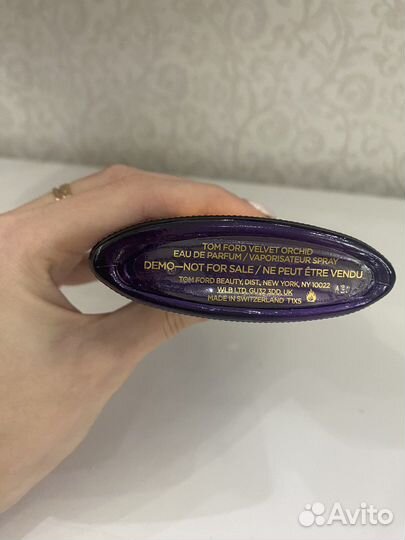 TOM FORD VELVET ORCHID
EAU DE PARFUM / VAPORISATEUR SPRAY
DEMO—NOT FOR SALE / NE PEUT ÊTRE VENDU
TOM FORD BEAUTY, DIST., NEW YORK, NY 10022
WLB LTD, GU32 3DD, UK
MADE IN SWITZERLAND T1X5
Avito